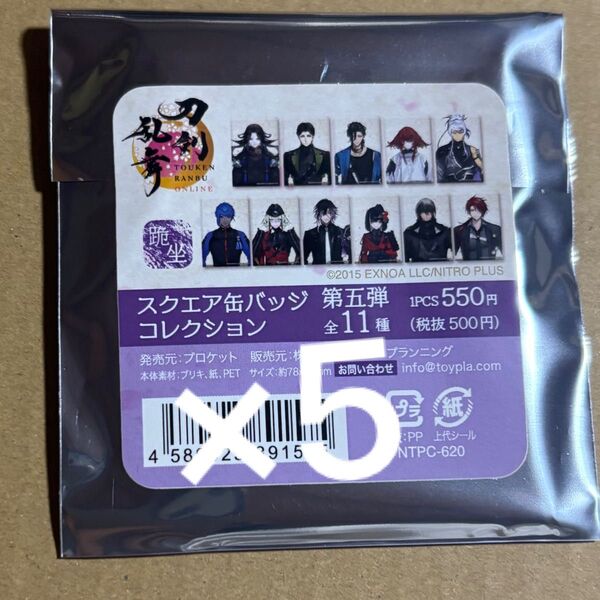 刀剣乱舞
TOUKEN
RANBU
ONLINE
跪坐
©2015 EXNOA LLC/NITRO PLUS
スクエア缶バッジ
コレクション
第五弾
全11種
1PCS 550円
(税抜 500円)
発売元:プロケット 販売元:株 プランニング
本体素材:ブリキ、紙、PET サイズ:約78
お問い合わせ info@toypla.com
プラ
紙
:PP 上代シール
NTPC-620
×5